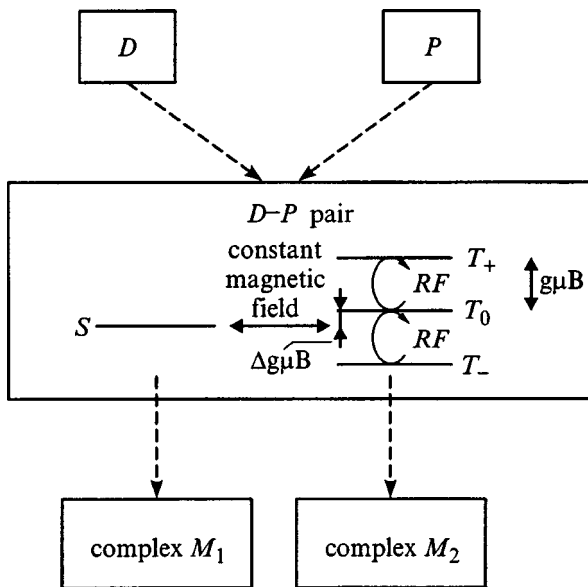 D
P
D–P pair
constant
magnetic
field
T+
RF
gμB
T0
S
RF
ΔgμB
T−
complex M1
complex M2